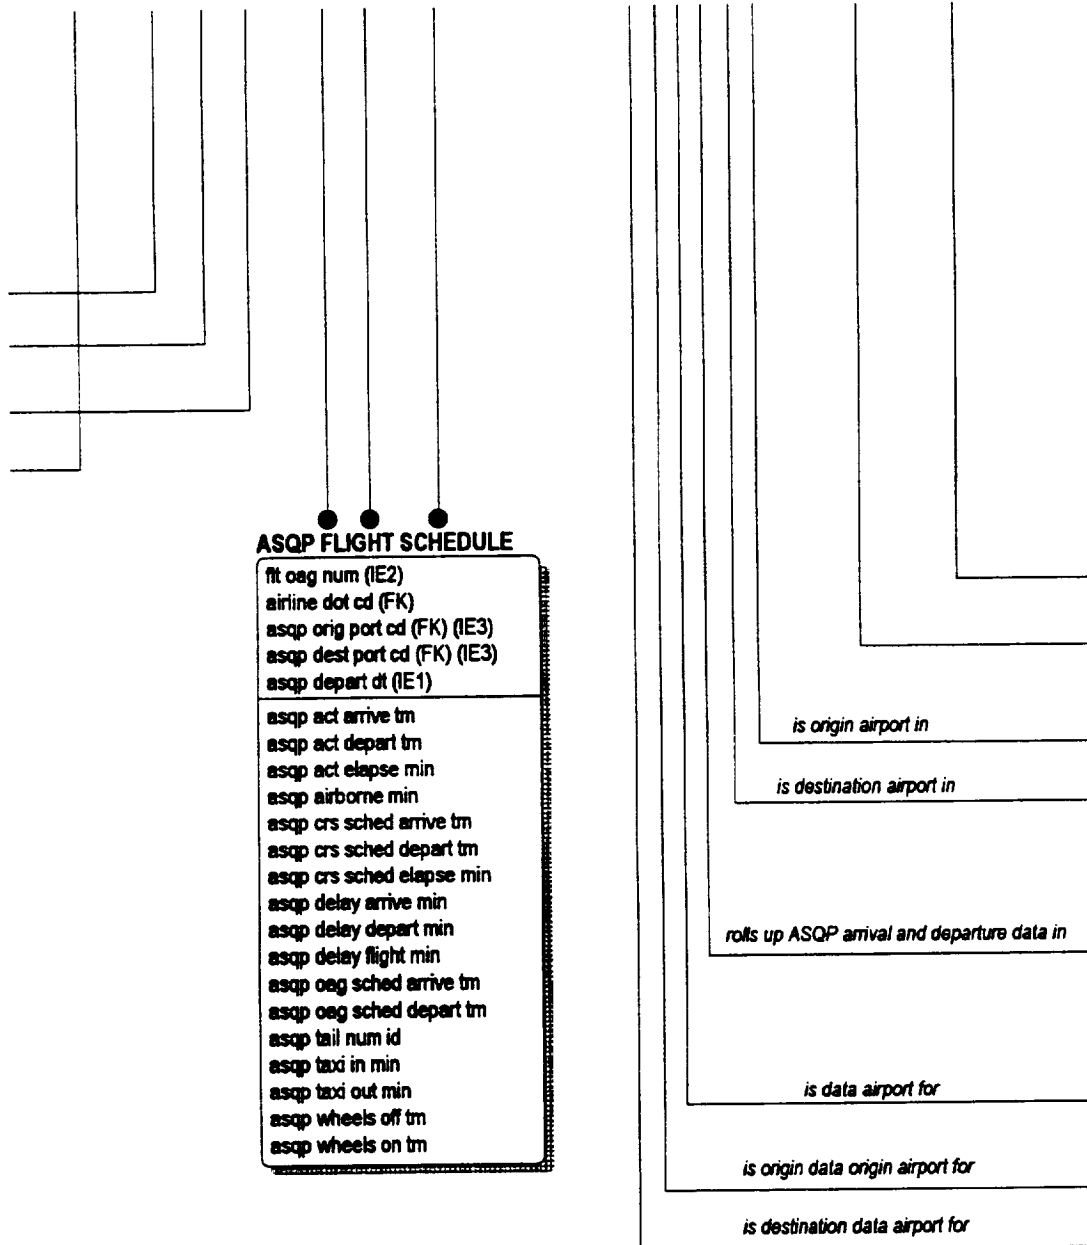 ASQP FLIGHT SCHEDULE
flt oag num (IE2)
airline dot cd (FK)
asqp orig port cd (FK) (IE3)
asqp dest port cd (FK) (IE3)
asqp depart dt (IE1)
asqp act arrive tm
asqp act depart tm
asqp act elapse min
asqp airborne min
asqp crs sched arrive tm
asqp crs sched depart tm
asqp crs sched elapse min
asqp delay arrive min
asqp delay depart min
asqp delay flight min
asqp oag sched arrive tm
asqp oag sched depart tm
asqp tail num id
asqp taxi in min
asqp taxi out min
asqp wheels off tm
asqp wheels on tm
is origin airport in
is destination airport in
rolls up ASQP arrival and departure data in
is data airport for
is origin data origin airport for
is destination data airport for